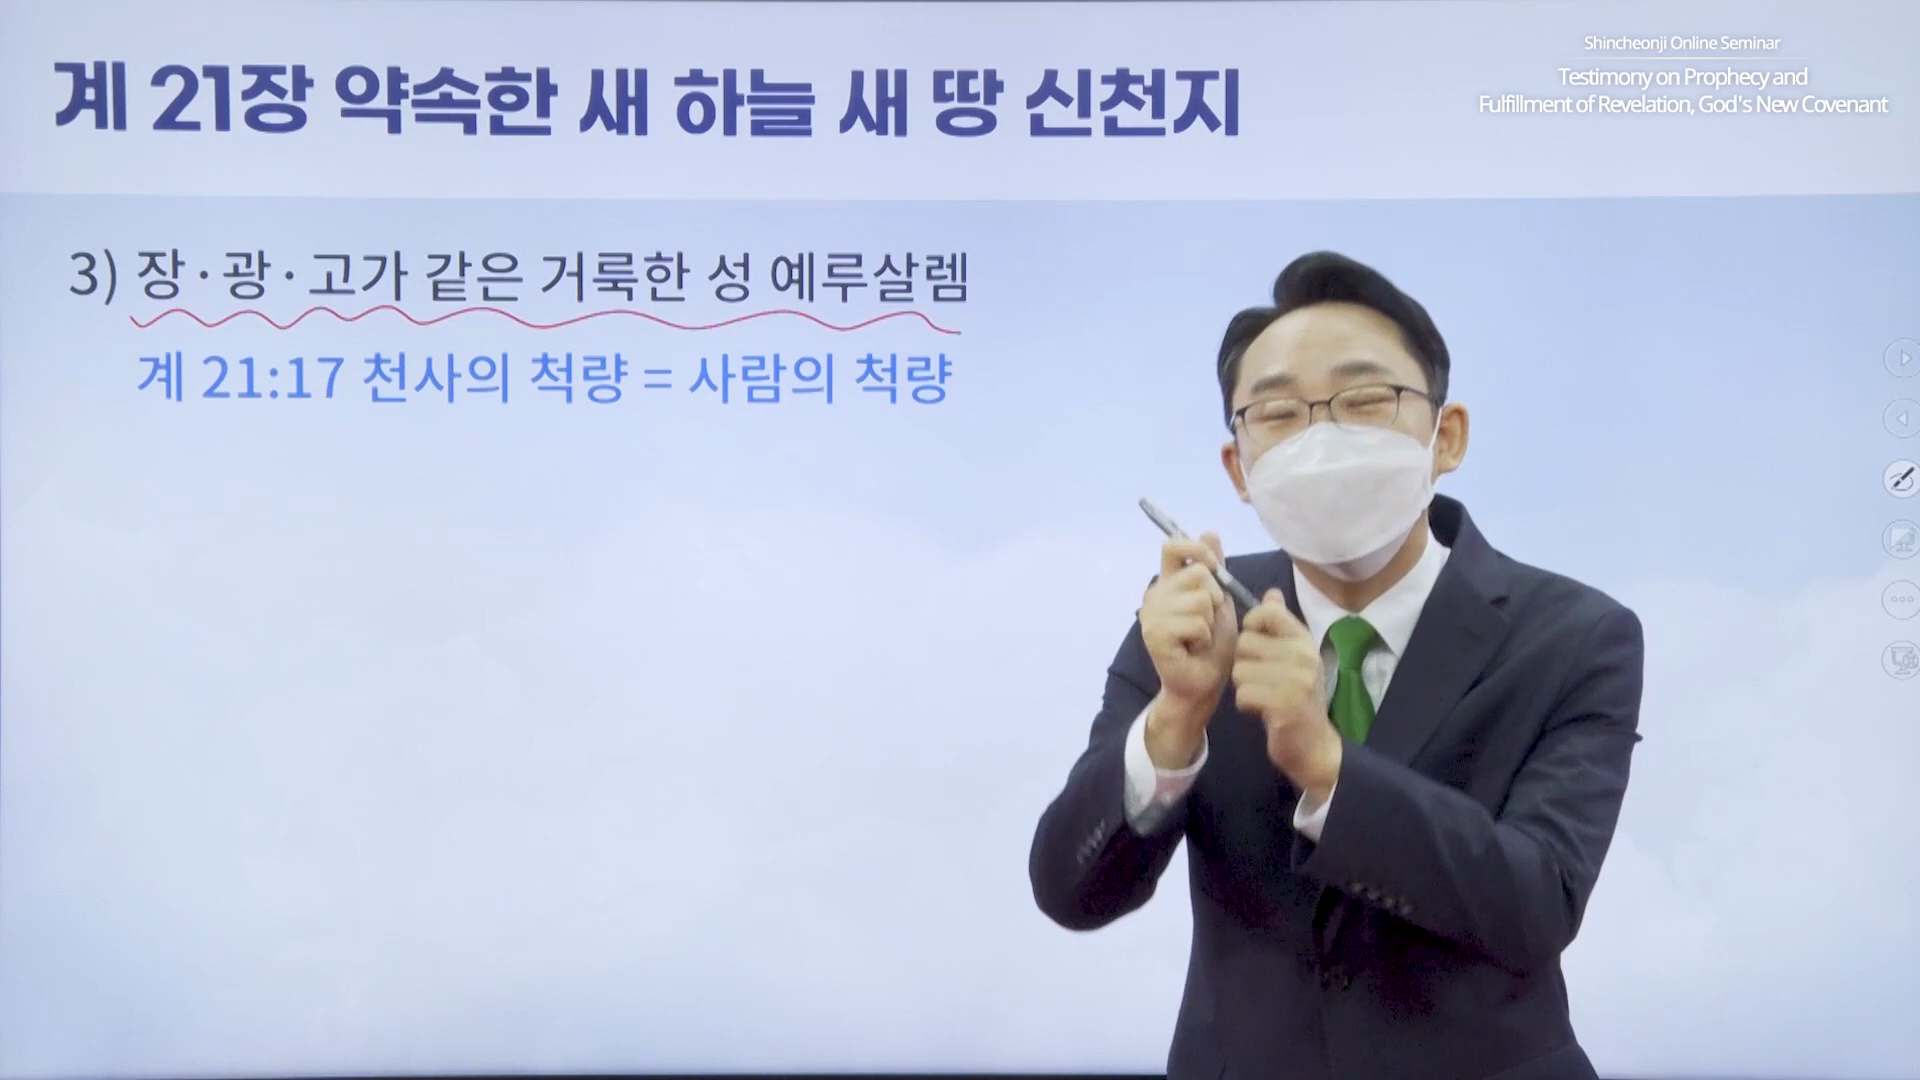 계 21장 약속한 새 하늘 새 땅 신천지
Shincheonji Online Seminar
Testimony on Prophecy and
Fulfillment of Revelation, God's New Covenant
3) 장·광·고가 같은 거룩한 성 예루살렘
계 21:17 천사의 척량 = 사람의 척량